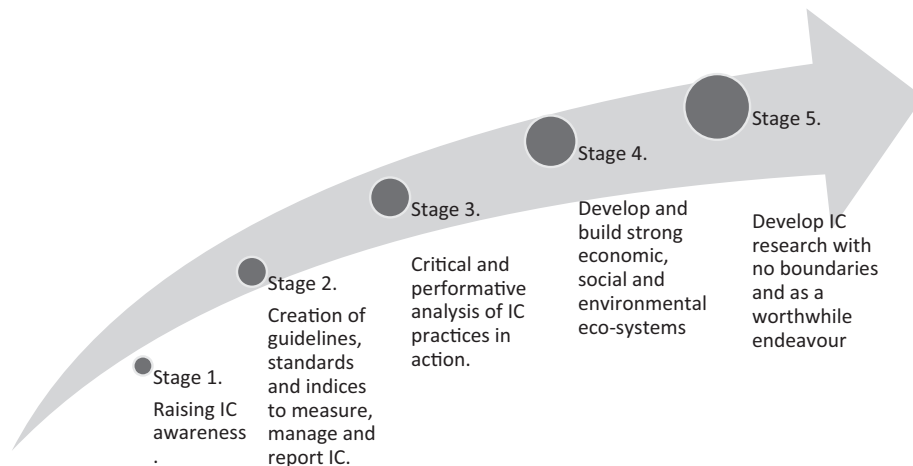 Stage 1.
Raising IC
awareness
.
Stage 2.
Creation of
guidelines,
standards
and indices
to measure,
manage and
report IC.
Stage 3.
Critical and
performative
analysis of IC
practices in
action.
Stage 4.
Develop and
build strong
economic,
social and
environmental
eco-systems
Stage 5.
Develop IC
research with
no boundaries
and as a
worthwhile
endeavour